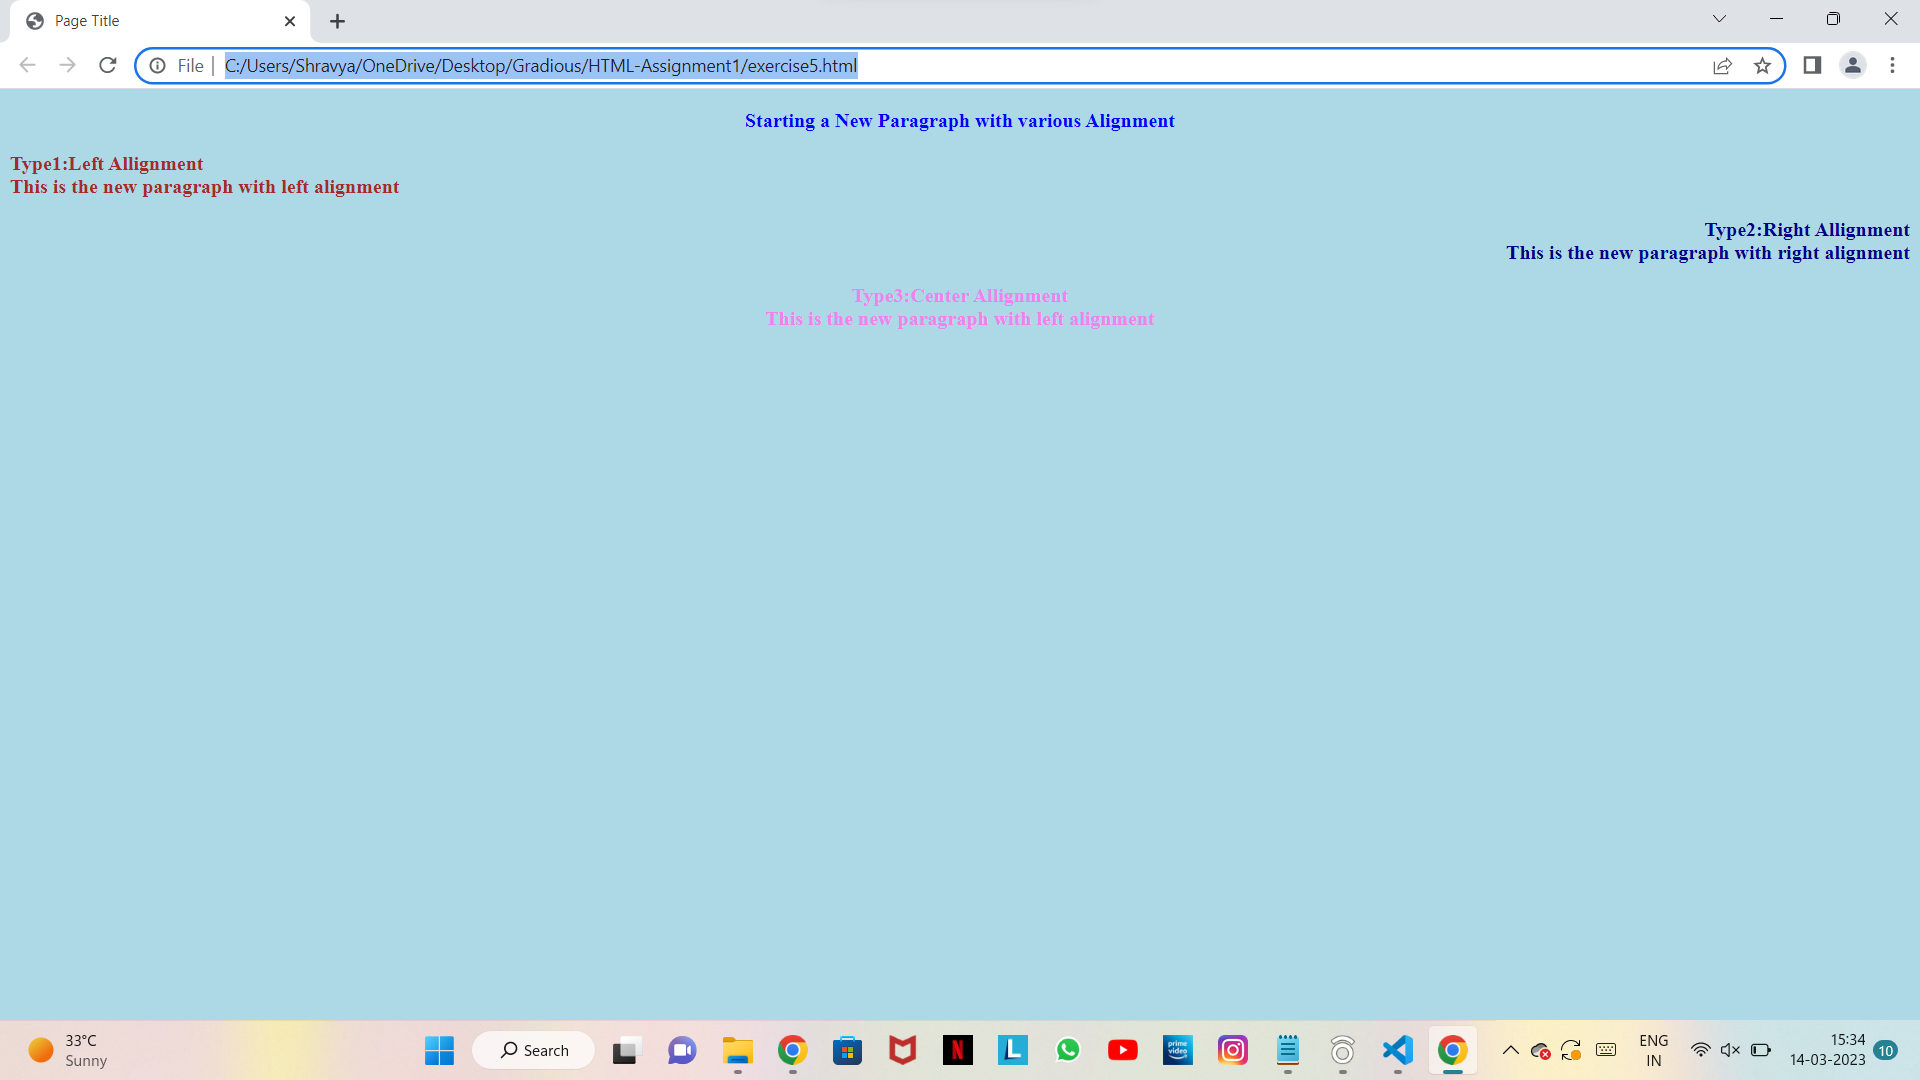 Page Title
File
C:/Users/Shravya/OneDrive/Desktop/Gradious/HTML-Assignment1/exercise5.html
Starting a New Paragraph with various Alignment
Type1:Left Allignment
This is the new paragraph with left alignment
Type2:Right Allignment
This is the new paragraph with right alignment
Type3:Center Allignment
This is the new paragraph with left alignment
33°C
Sunny
Search
N
L
prime video
ENG
IN
15:34
14-03-2023
10